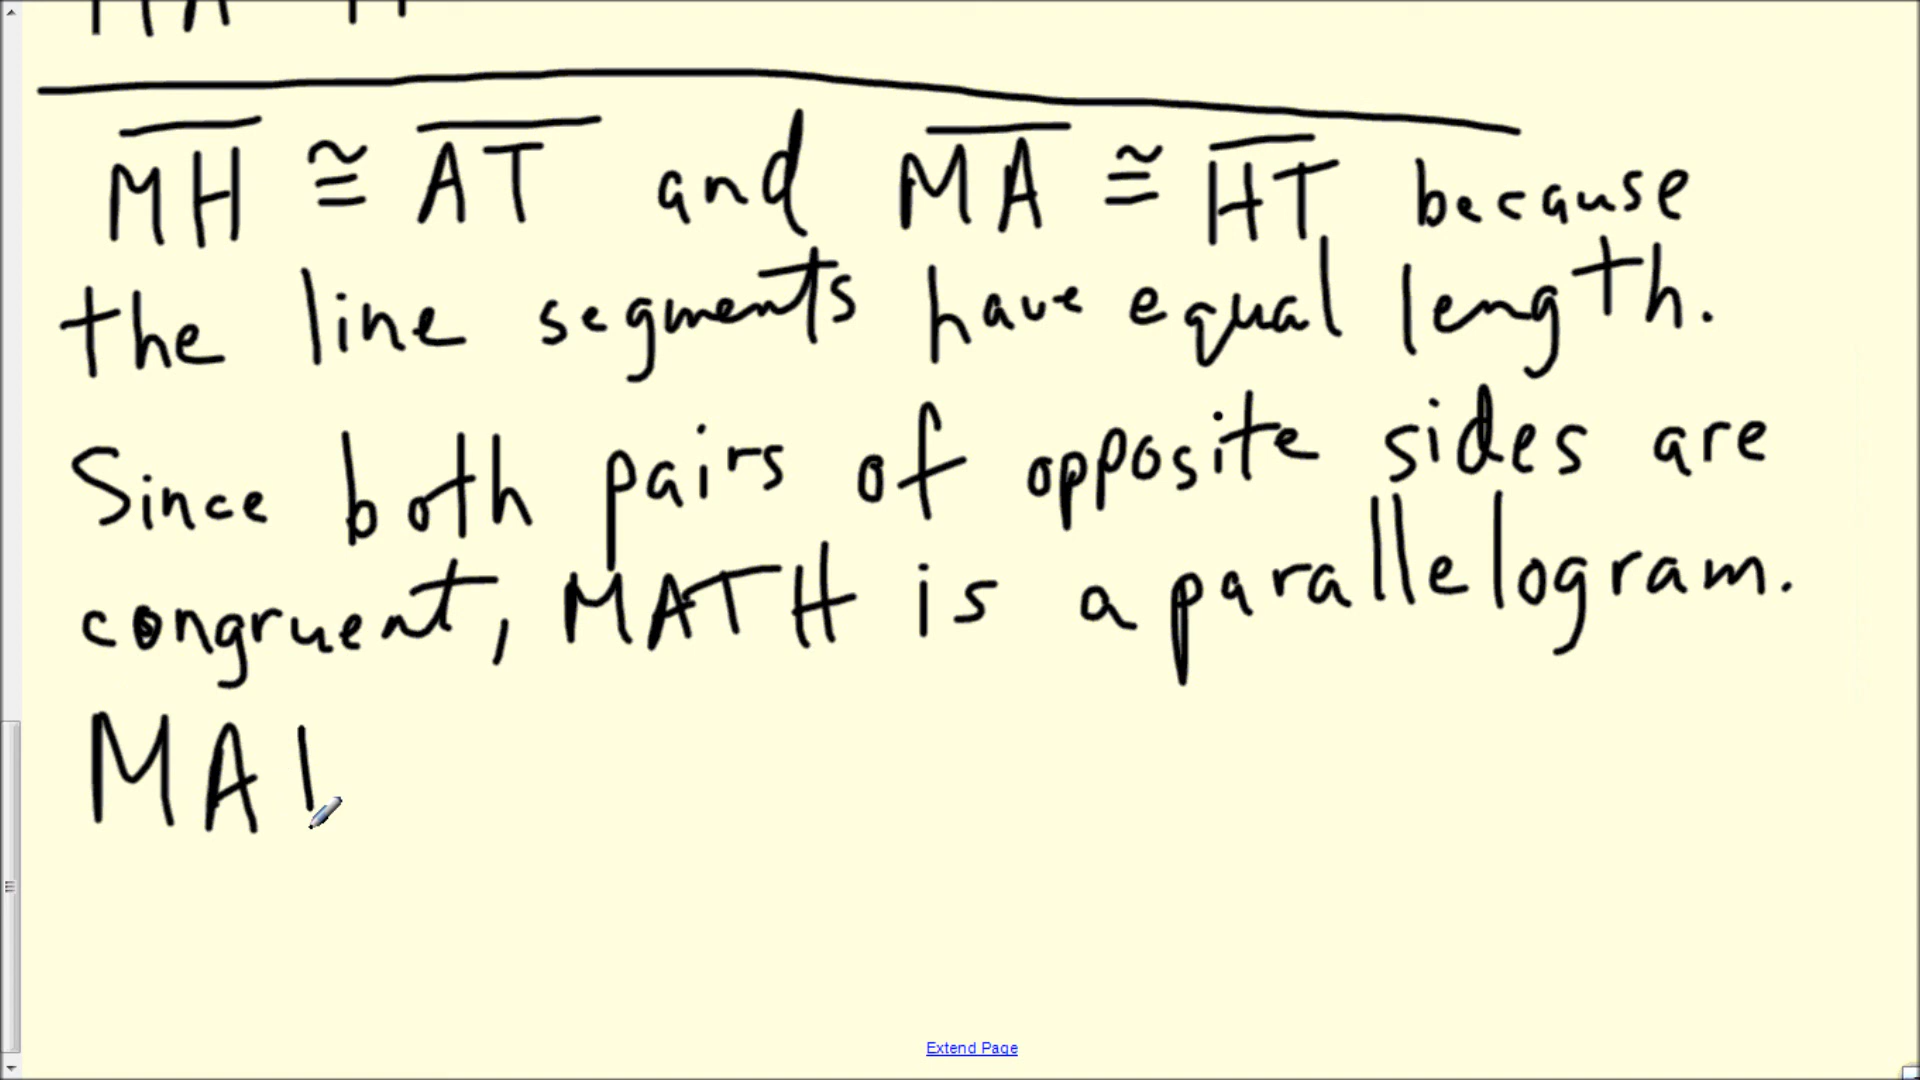 MH ≅ AT and MA ≅ HT because
the line segments have equal length.
Since both pairs of opposite sides are
congruent, MATH is a parallelogram.
MA
Extend Page